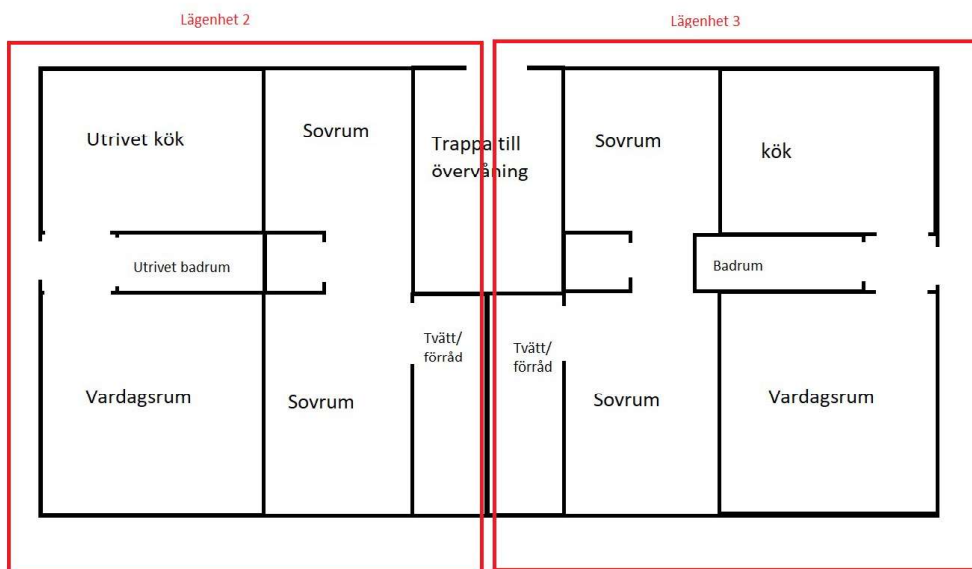 Lägenhet 2
Lägenhet 3
Utrivet kök
Sovrum
Trappa till
övervåning
Sovrum
kök
Utrivet badrum
Badrum
Tvätt/
förråd
Tvätt/
förråd
Vardagsrum
Sovrum
Sovrum
Vardagsrum